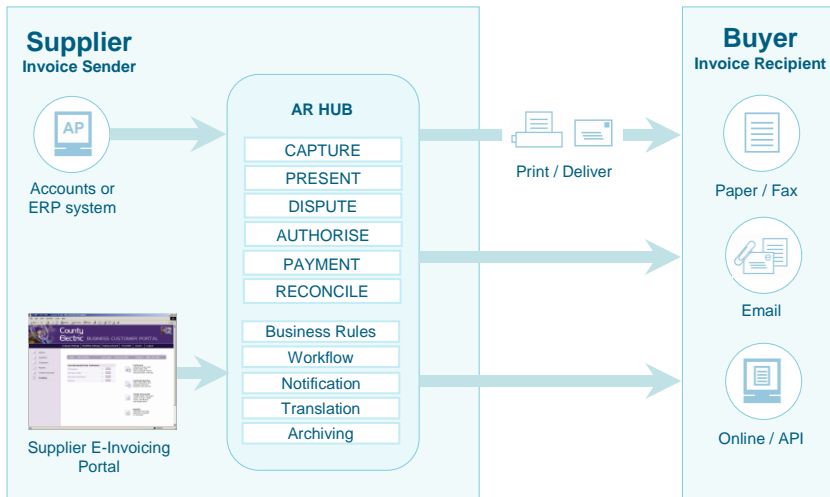 Supplier
Invoice Sender
AP
Accounts or
ERP system
County
Electric BUSINESS CUSTOMER PORTAL
Supplier E-Invoicing
Portal
AR HUB
CAPTURE
PRESENT
DISPUTE
AUTHORISE
PAYMENT
RECONCILE
Business Rules
Workflow
Notification
Translation
Archiving
Print / Deliver
Buyer
Invoice Recipient
Paper / Fax
e
Email
Online / API